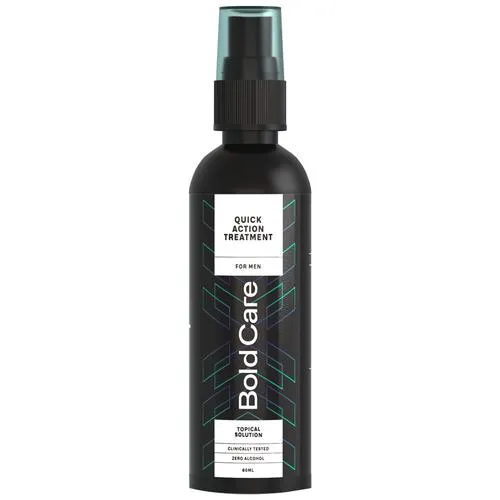 QUICK
ACTION
TREATMENT
FOR MEN
Bold Care
TOPICAL
SOLUTION
CLINICALLY TESTED
ZERO ALCOHOL
60ML